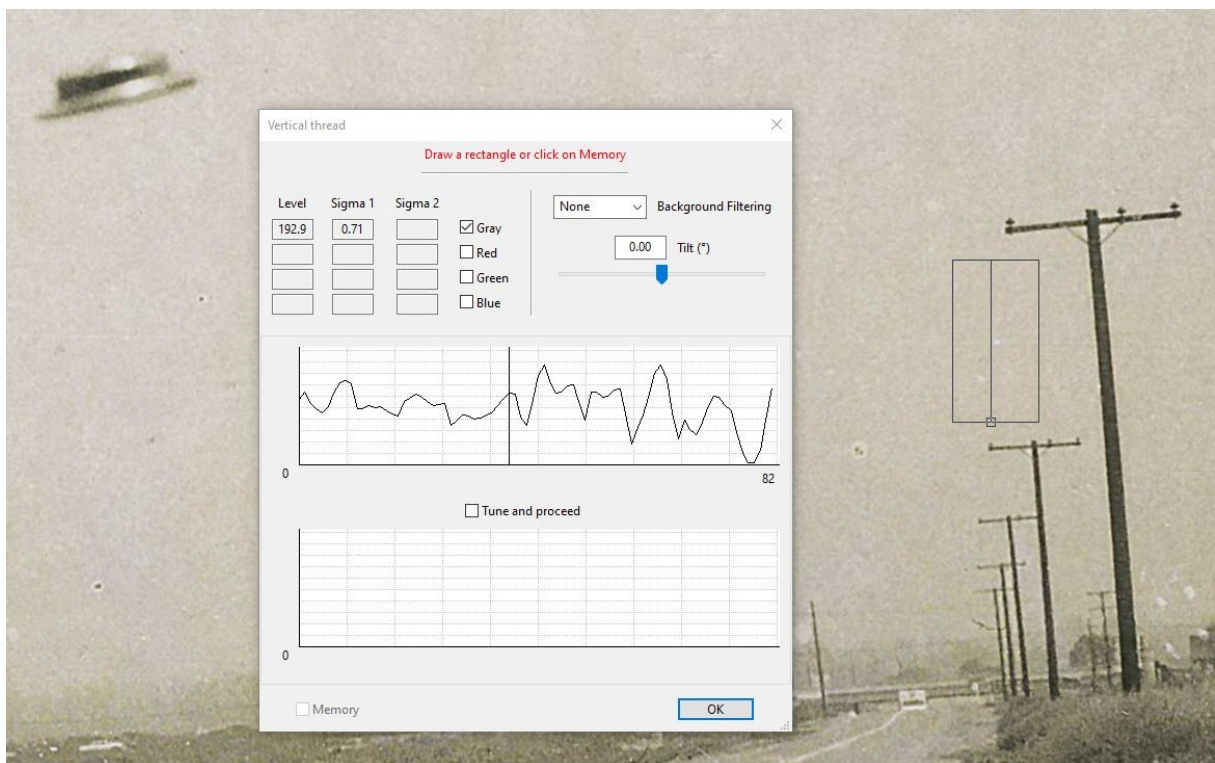 Vertical thread
Draw a rectangle or click on Memory
Level Sigma 1 Sigma 2
None Background Filtering
192.9 0.71 Gray
Red
0.00 Tilt (°)
Green
Blue
0
82
Tune and proceed
0
Memory
OK